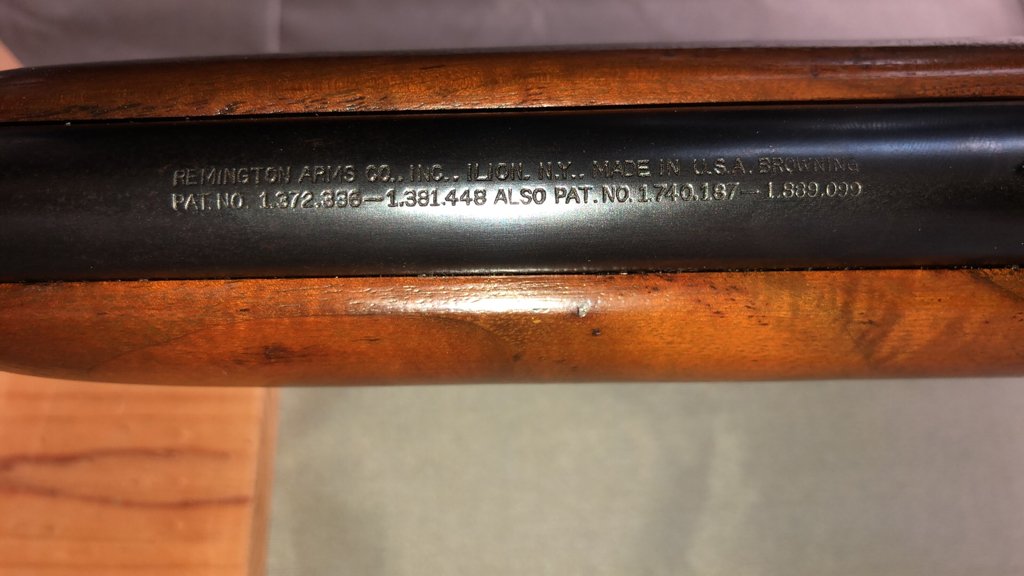 REMINGTON ARMS CO., INC., ILION, N.Y., MADE IN U.S.A. BROWNING
PAT. NO. 1.372.336—1.381.448 ALSO PAT. NO. 1.740.187—1.889.099